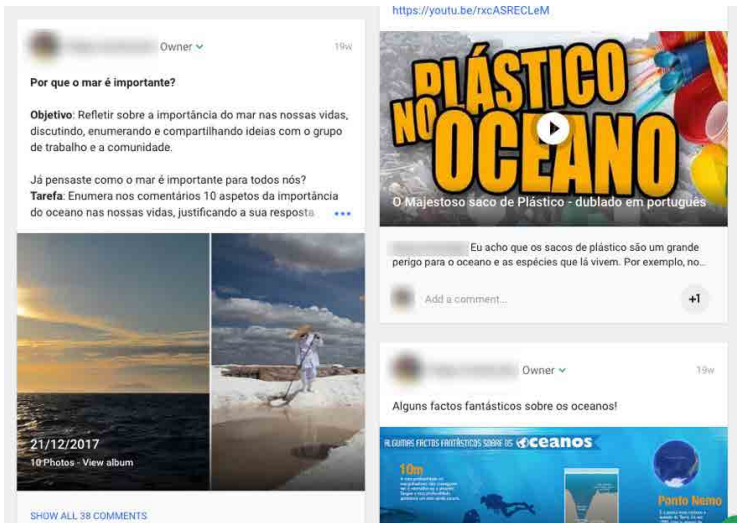 Owner
19w
Por que o mar é importante?
Objetivo: Refletir sobre a importância do mar nas nossas vidas,
discutindo, enumerando e compartilhando ideias com o grupo
de trabalho e a comunidade.
Já pensaste como o mar é importante para todos nós?
Tarefa: Enumera nos comentários 10 aspetos da importância
do oceano nas nossas vidas, justificando a sua resposta
21/12/2017
10 Photos - View album
SHOW ALL 38 COMMENTS
https://youtu.be/rxcASRECLeM
PLÁSTICO
NO OCEANO
O Majestoso saco de Plástico - dublado em português
Eu acho que os sacos de plástico são um grande
perigo para o oceano e as espécies que lá vivem. Por exemplo, no...
Add a comment...
+1
Owner
19w
Alguns factos fantásticos sobre os oceanos!
ALGUMAS FACTOS FANTÁSTICOS SOBRE OS oceanos
10m
Ponto Nemo